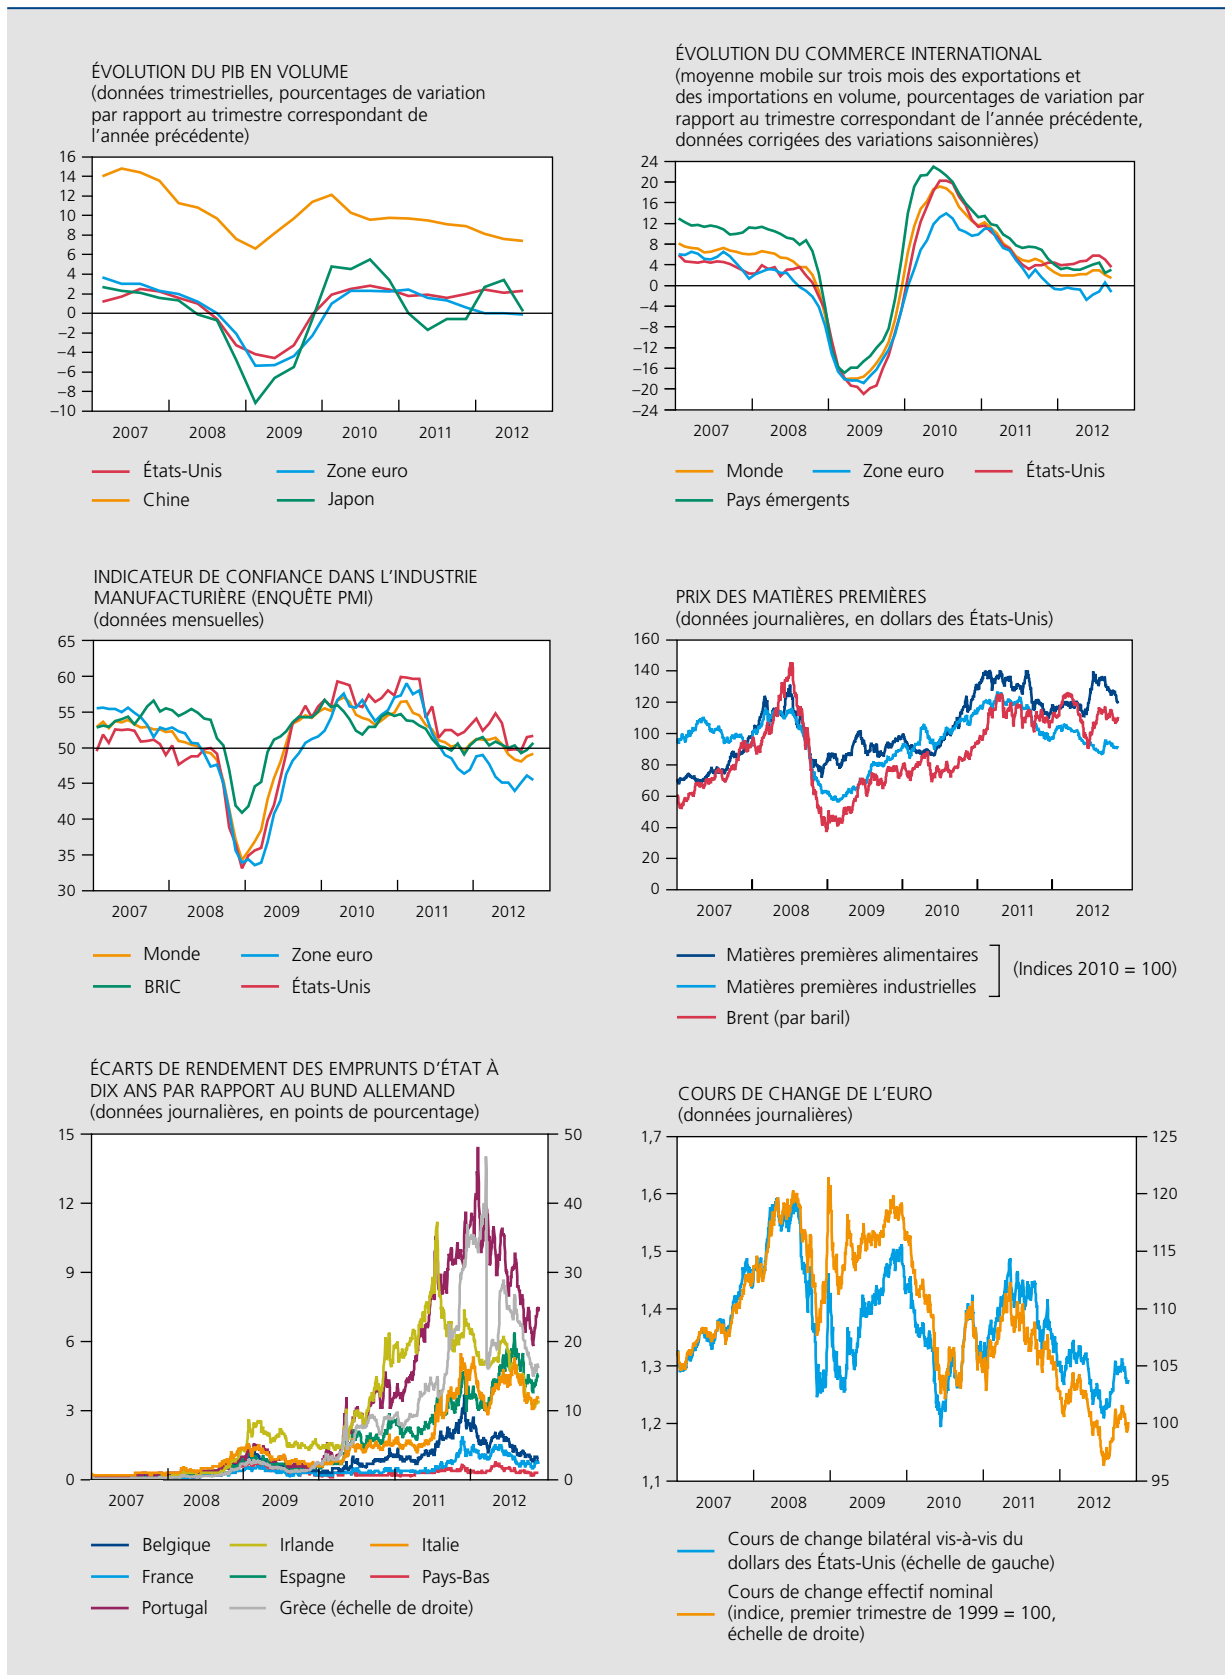 ÉVOLUTION DU PIB EN VOLUME
(données trimestrielles, pourcentages de variation
par rapport au trimestre correspondant de
l'année précédente)
16
14
12
10
8
6
4
2
0
–2
–4
–6
–8
–10
2007 2008 2009 2010 2011 2012
États-Unis Zone euro
Chine Japon
ÉVOLUTION DU COMMERCE INTERNATIONAL
(moyenne mobile sur trois mois des exportations et
des importations en volume, pourcentages de variation par
rapport au trimestre correspondant de l'année précédente,
données corrigées des variations saisonnières)
24
20
16
12
8
4
0
–4
–8
–12
–16
–20
–24
2007 2008 2009 2010 2011 2012
Monde Zone euro États-Unis
Pays émergents
INDICATEUR DE CONFIANCE DANS L'INDUSTRIE
MANUFACTURIÈRE (ENQUÊTE PMI)
(données mensuelles)
65
60
55
50
45
40
35
30
2007 2008 2009 2010 2011 2012
Monde Zone euro
BRIC États-Unis
PRIX DES MATIÈRES PREMIÈRES
(données journalières, en dollars des États-Unis)
160
140
120
100
80
60
40
20
0
2007 2008 2009 2010 2011 2012
Matières premières alimentaires
(Indices 2010 = 100)
Matières premières industrielles
Brent (par baril)
ÉCARTS DE RENDEMENT DES EMPRUNTS D'ÉTAT À
DIX ANS PAR RAPPORT AU BUND ALLEMAND
(données journalières, en points de pourcentage)
15 50
12 40
9 30
6 20
3 10
0 0
2007 2008 2009 2010 2011 2012
Belgique Irlande Italie
France Espagne Pays-Bas
Portugal Grèce (échelle de droite)
COURS DE CHANGE DE L'EURO
(données journalières)
1,7 125
1,6 120
1,5 115
1,4 110
1,3 105
1,2 100
1,1 95
2007 2008 2009 2010 2011 2012
Cours de change bilatéral vis-à-vis du
dollars des États-Unis (échelle de gauche)
Cours de change effectif nominal
(indice, premier trimestre de 1999 = 100,
échelle de droite)